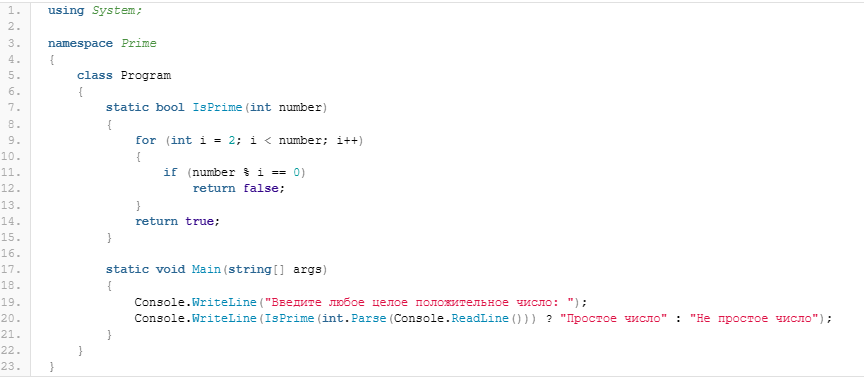 1. using System;
2.
3. namespace Prime
4. {
5. class Program
6. {
7. static bool IsPrime(int number)
8. {
9. for (int i = 2; i < number; i++)
10. {
11. if (number % i == 0)
12. return false;
13. }
14. return true;
15. }
16.
17. static void Main(string[] args)
18. {
19. Console.WriteLine("Введите любое целое положительное число: ");
20. Console.WriteLine(IsPrime(int.Parse(Console.ReadLine())) ? "Простое число" : "Не простое число");
21. }
22. }
23. }